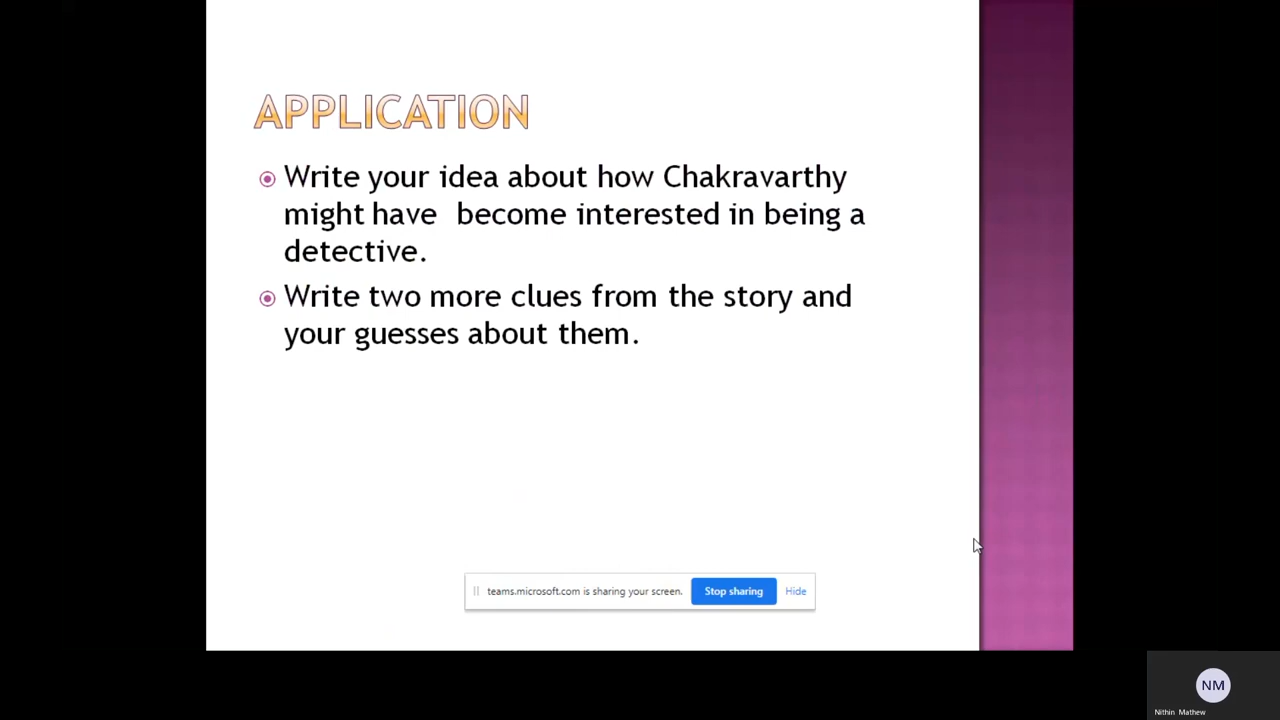 APPLICATION
Write your idea about how Chakravarthy
might have  become interested in being a
detective.
Write two more clues from the story and
your guesses about them.
teams.microsoft.com is sharing your screen. Stop sharing Hide
NM
Nithin Mathew